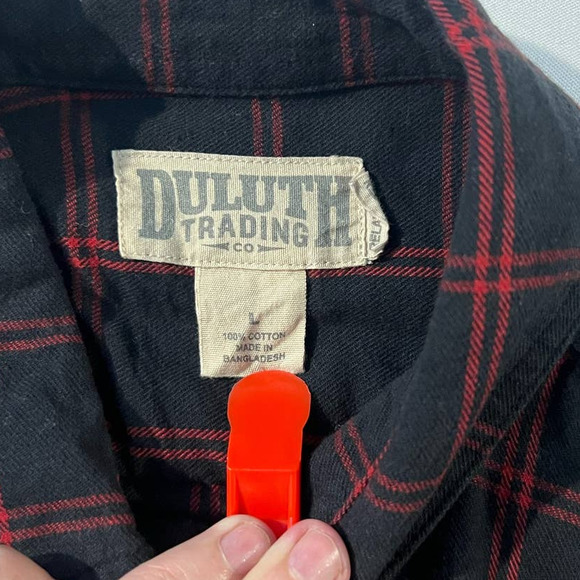 DULUTH
TRADING
CO
L
100% COTTON
MADE IN
BANGLADESH